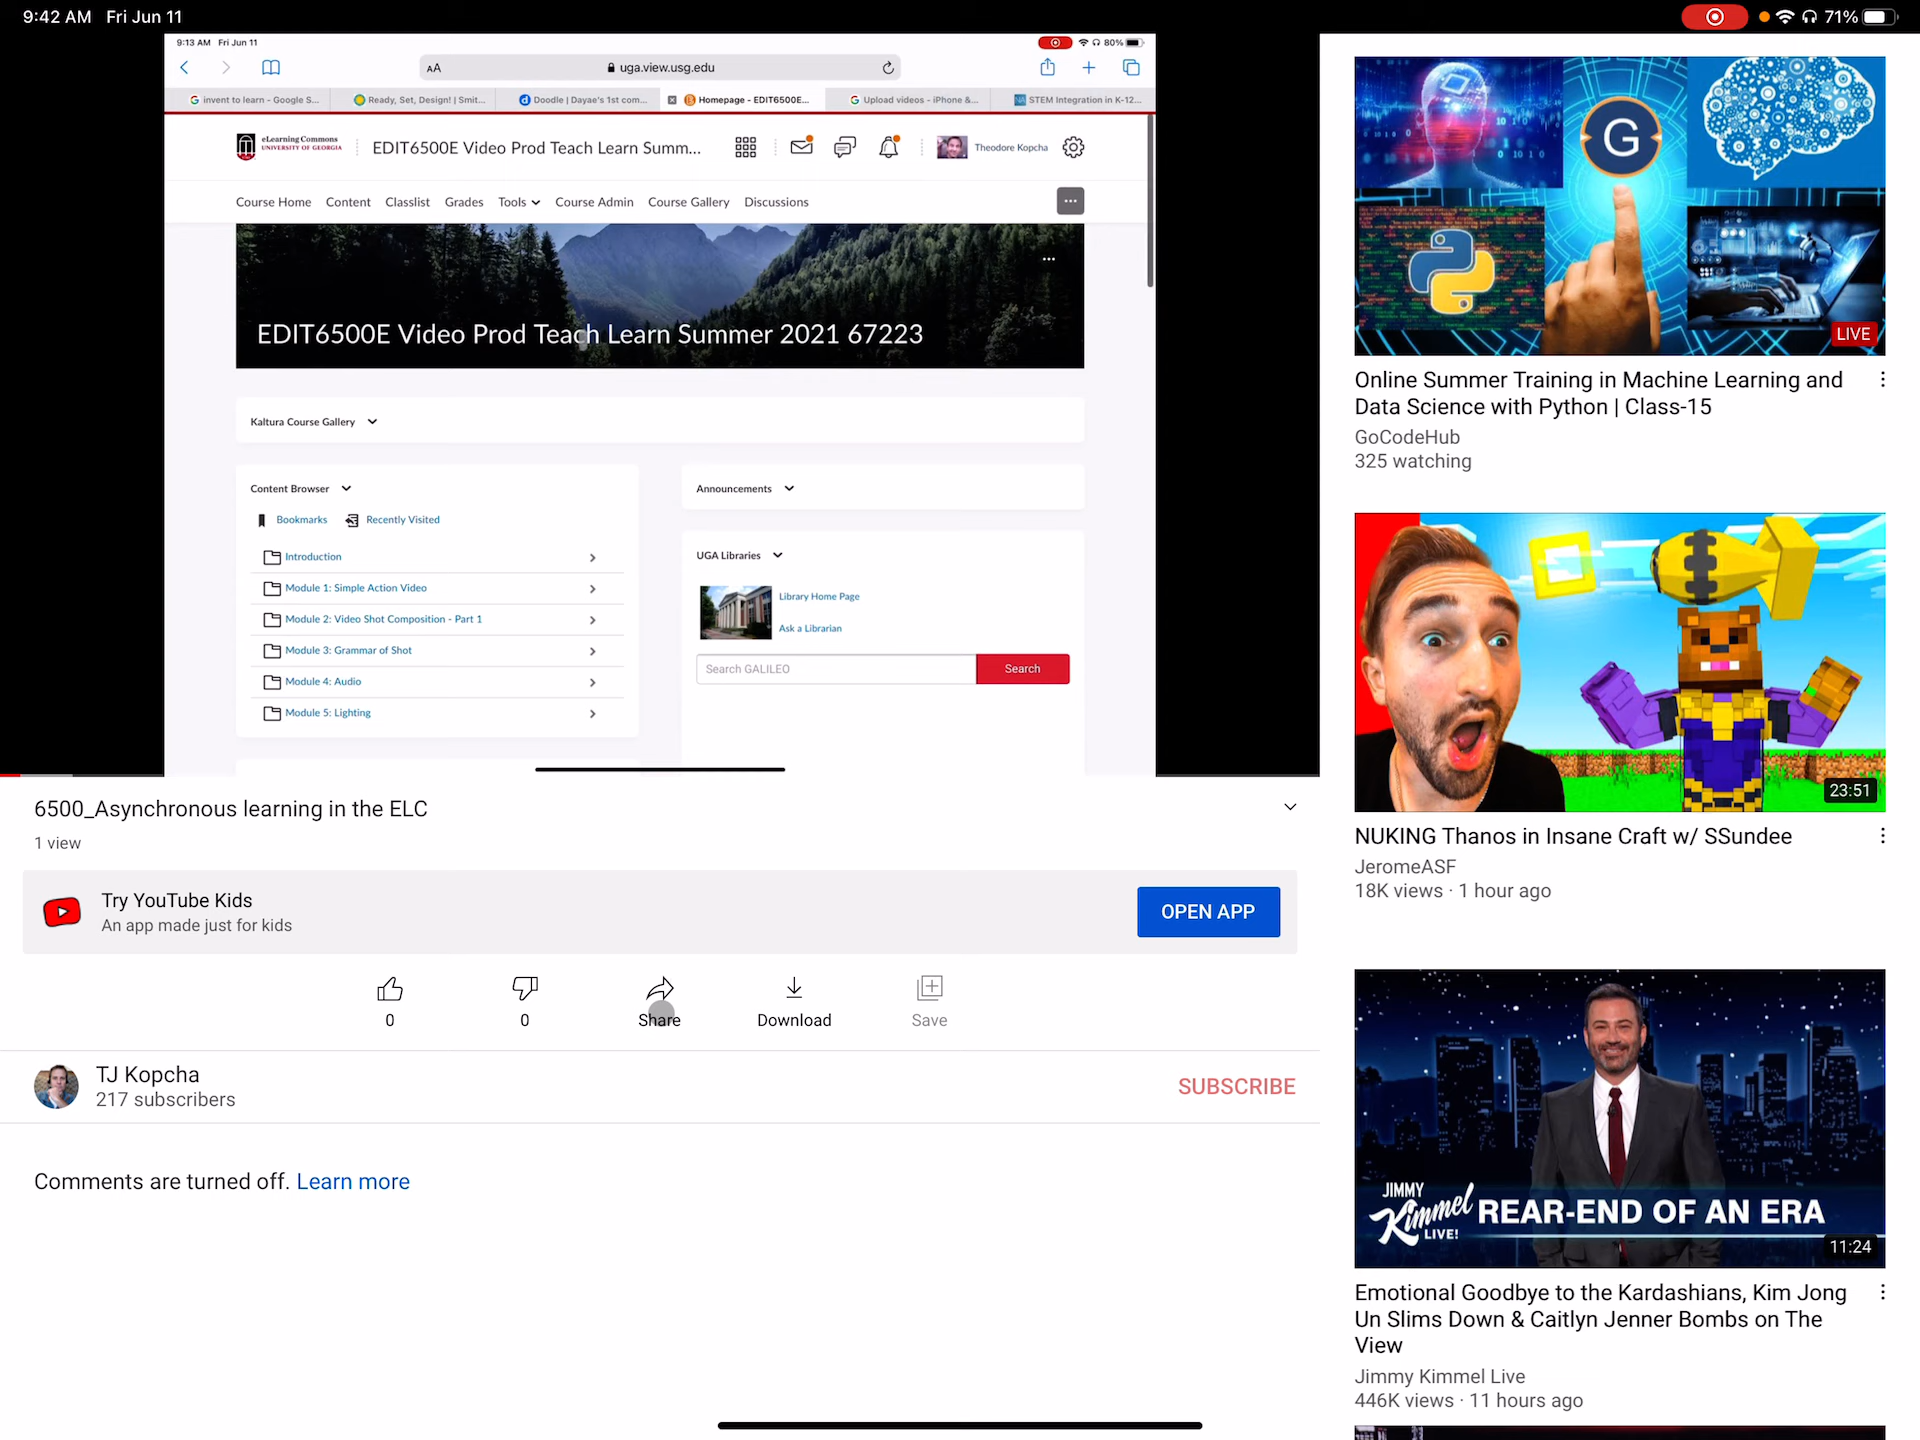 9:42 AM Fri Jun 11
71%
9:13 AM Fri Jun 11
80%
AA
uga.view.usg.edu
invent to learn - Google S...
Ready, Set, Design! | Smit...
Doodle | Dayae's 1st com...
Homepage - EDIT6500E...
Upload videos - iPhone &...
STEM Integration in K-12...
eLearning Commons
UNIVERSITY OF GEORGIA
EDIT6500E Video Prod Teach Learn Summ...
Theodore Kopcha
Course Home Content Classlist Grades Tools Course Admin Course Gallery Discussions
EDIT6500E Video Prod Teach Learn Summer 2021 67223
Kaltura Course Gallery
Content Browser
Bookmarks Recently Visited
Introduction
Module 1: Simple Action Video
Module 2: Video Shot Composition - Part 1
Module 3: Grammar of Shot
Module 4: Audio
Module 5: Lighting
Announcements
UGA Libraries
Library Home Page
Ask a Librarian
Search GALILEO
Search
6500_Asynchronous learning in the ELC
1 view
Try YouTube Kids
An app made just for kids
OPEN APP
0
0
Share
Download
Save
TJ Kopcha
217 subscribers
SUBSCRIBE
Comments are turned off. Learn more
G
LIVE
Online Summer Training in Machine Learning and
Data Science with Python | Class-15
GoCodeHub
325 watching
23:51
NUKING Thanos in Insane Craft w/ SSundee
JeromeASF
18K views · 1 hour ago
JIMMY
Kimmel
LIVE!
REAR-END OF AN ERA
11:24
Emotional Goodbye to the Kardashians, Kim Jong
Un Slims Down & Caitlyn Jenner Bombs on The
View
Jimmy Kimmel Live
446K views · 11 hours ago